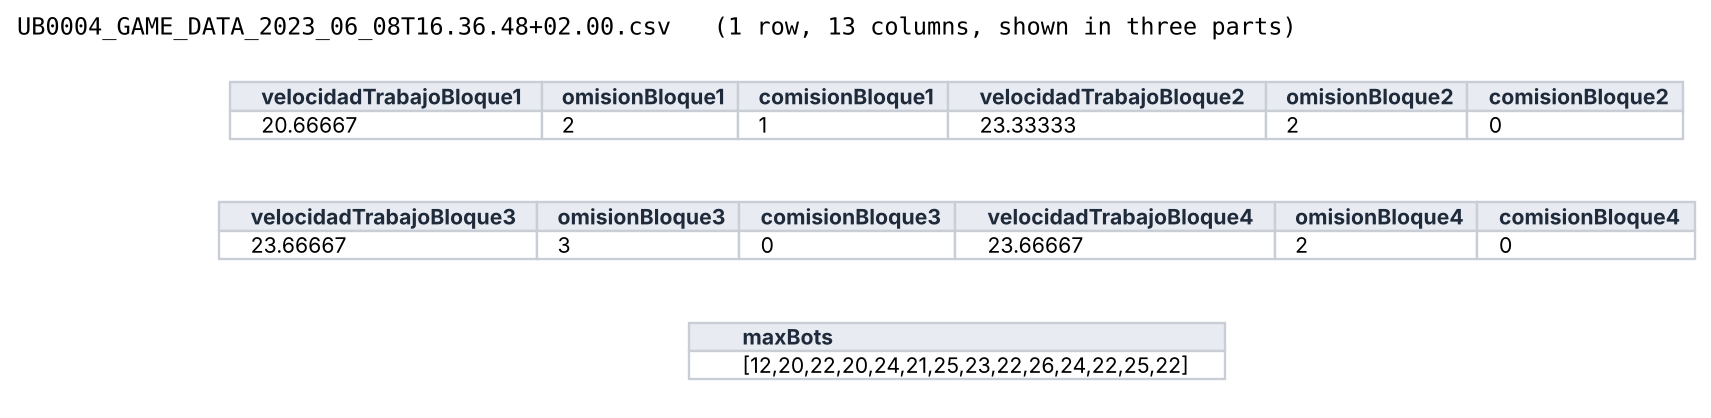 UB0004_GAME_DATA_2023_06_08T16.36.48+02.00.csv (1 row, 13 columns, shown in three parts)
velocidadTrabajoBloque1 omisionBloque1 comisionBloque1 velocidadTrabajoBloque2 omisionBloque2 comisionBloque2
20.66667 2 1 23.33333 2 0
velocidadTrabajoBloque3 omisionBloque3 comisionBloque3 velocidadTrabajoBloque4 omisionBloque4 comisionBloque4
23.66667 3 0 23.66667 2 0
maxBots
[12,20,22,20,24,21,25,23,22,26,24,22,25,22]